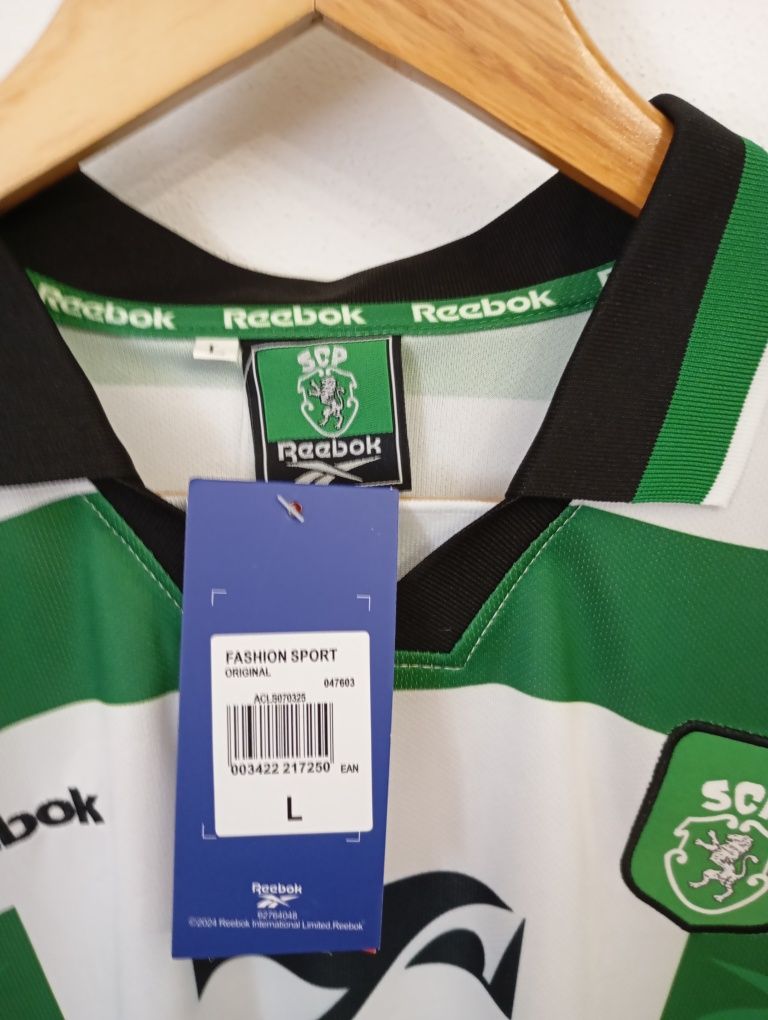 Reebok Reebok Reebok
L
SCP
Reebok
FASHION SPORT
ORIGINAL
047603
ACLS070325
003422 217250 EAN
L
Reebok
62764048
©2024 Reebok International Limited.Reebok
bok
SCP